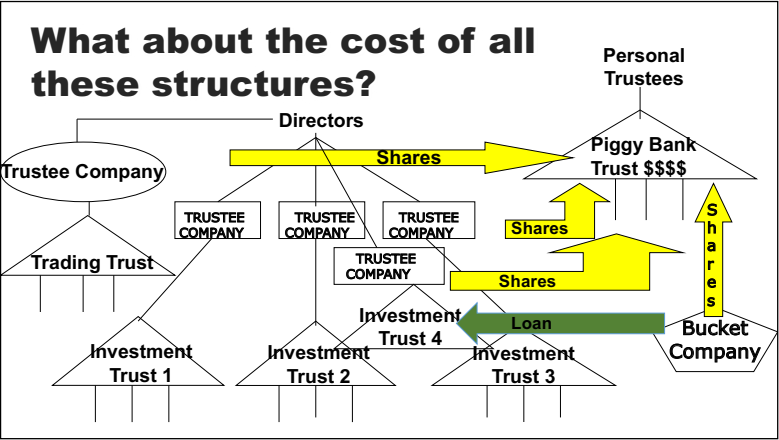 What about the cost of all
these structures?
Personal
Trustees
Directors
Piggy Bank
Trust $$$$
Shares
Trustee Company
TRUSTEE
COMPANY
TRUSTEE
COMPANY
TRUSTEE
COMPANY
Shares
Shares
TRUSTEE
COMPANY
Trading Trust
Shares
Investment
Trust 4
Loan
Bucket
Company
Investment
Trust 1
Investment
Trust 2
Investment
Trust 3